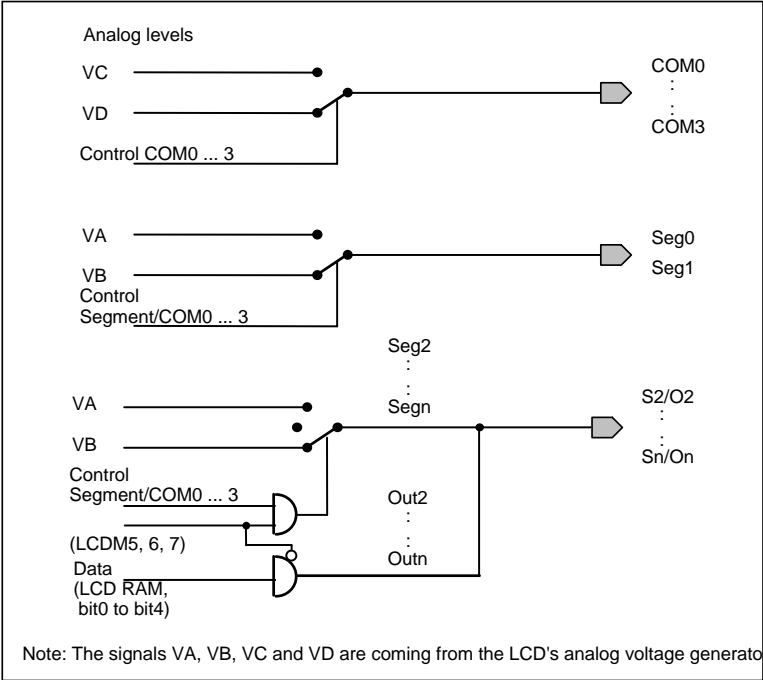 Analog levels
VC
VD
Control COM0 ... 3
COM0
:
:
COM3
VA
VB
Control
Segment/COM0 ... 3
Seg0
Seg1
Seg2
:
:
Segn
VA
VB
Control
Segment/COM0 ... 3
(LCDM5, 6, 7)
Data
(LCD RAM,
bit0 to bit4)
Out2
:
:
Outn
S2/O2
:
:
Sn/On
Note: The signals VA, VB, VC and VD are coming from the LCD's analog voltage generato